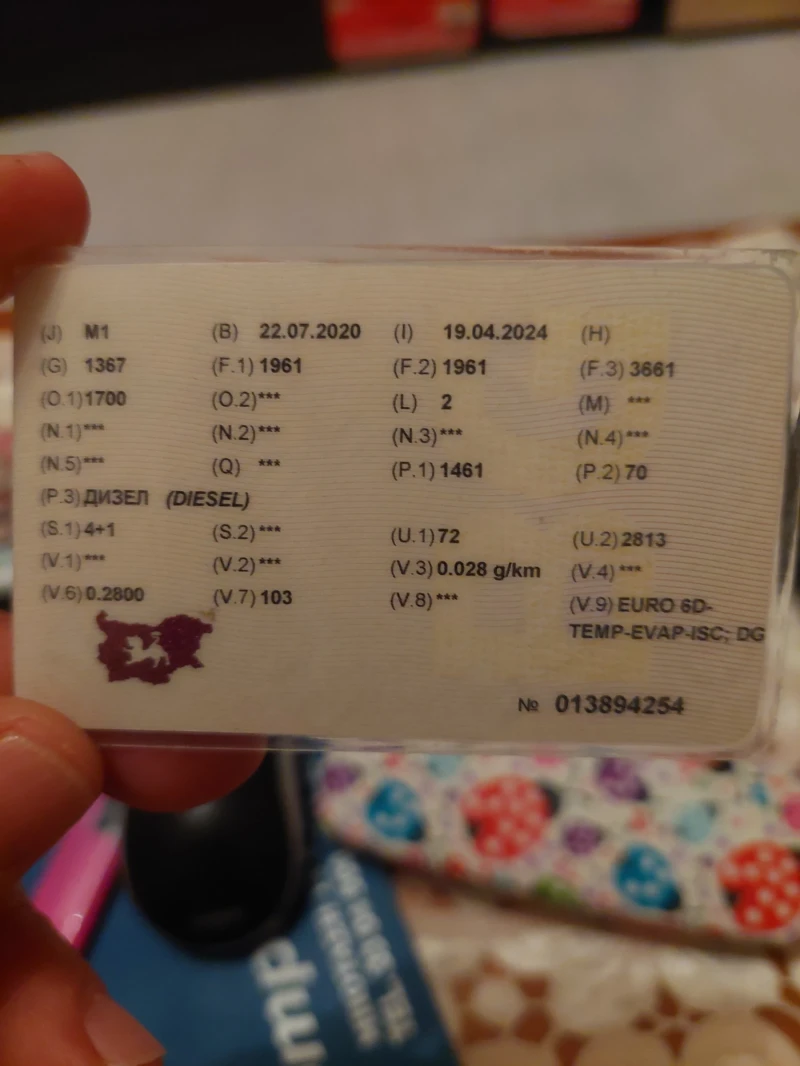 (J) M1 (B) 22.07.2020 (I) 19.04.2024 (H)
(G) 1367 (F.1) 1961 (F.2) 1961 (F.3) 3661
(O.1) 1700 (O.2) *** (L) 2 (M) ***
(N.1) *** (N.2) *** (N.3) *** (N.4) ***
(N.5) *** (Q) *** (P.1) 1461 (P.2) 70
(P.3) ДИЗЕЛ (DIESEL)
(S.1) 4+1 (S.2) *** (U.1) 72 (U.2) 2813
(V.1) *** (V.2) *** (V.3) 0.028 g/km (V.4) ***
(V.6) 0.2800 (V.7) 103 (V.8) *** (V.9) EURO 6D-
TEMP-EVAP-ISC; DG
№ 013894254